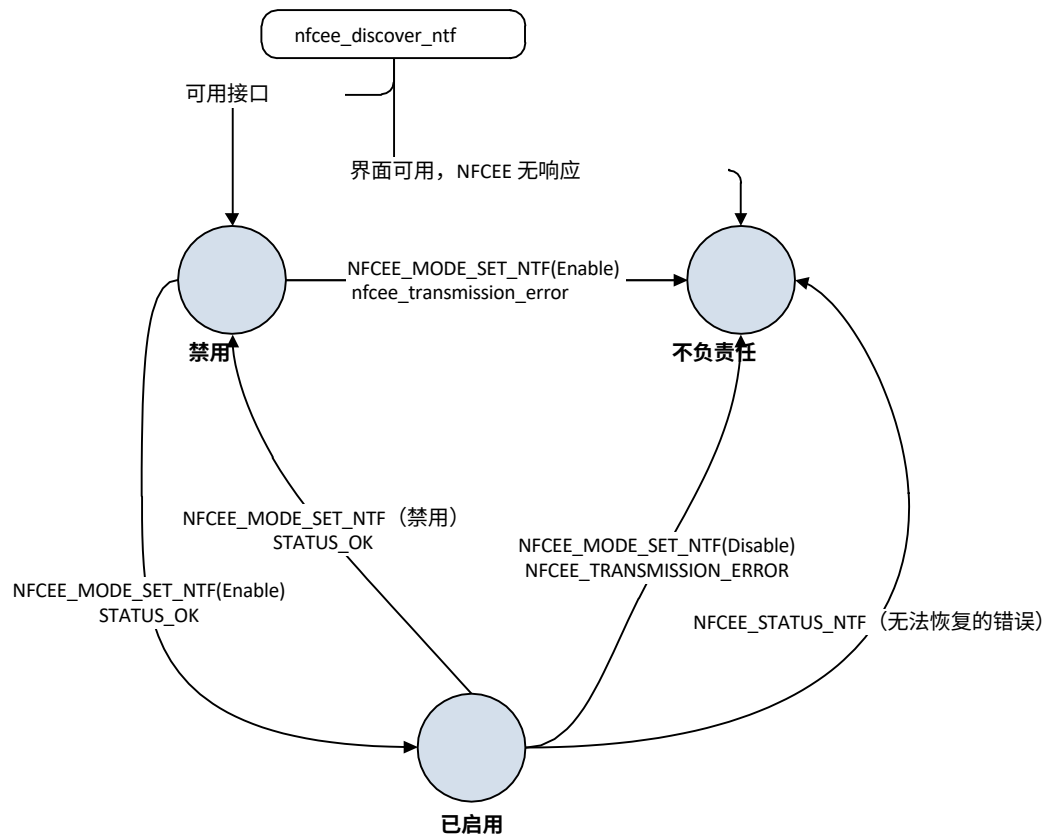 nfcee_discover_ntf
可用接口
界面可用，NFCEE 无响应
NFCEE_MODE_SET_NTF(Enable)
nfcee_transmission_error
禁用
不负责任
NFCEE_MODE_SET_NTF（禁用）
STATUS_OK
NFCEE_MODE_SET_NTF(Disable)
NFCEE_TRANSMISSION_ERROR
NFCEE_MODE_SET_NTF(Enable)
STATUS_OK
NFCEE_STATUS_NTF（无法恢复的错误）
已启用